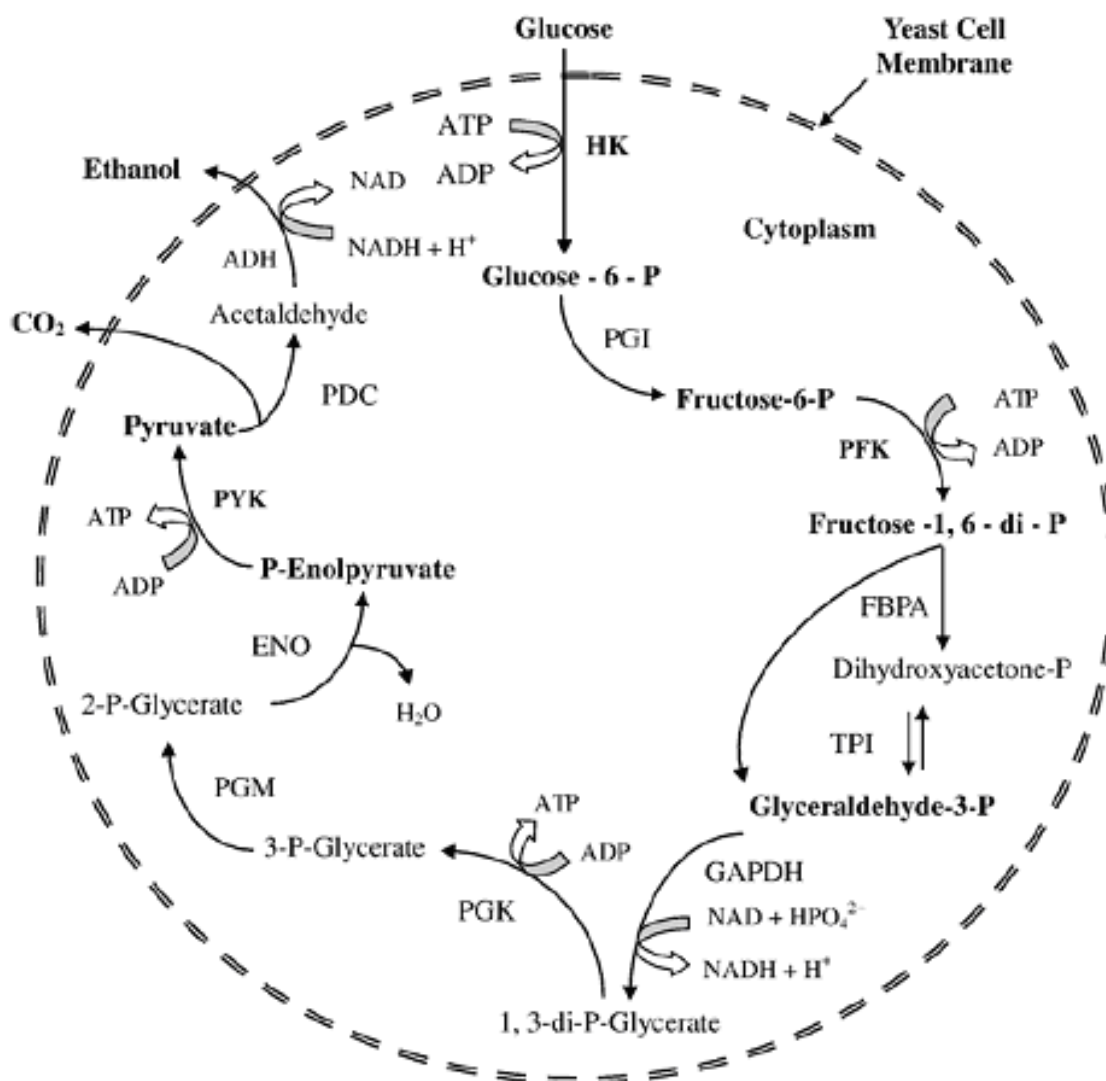 Glucose
Yeast Cell
Membrane
ATP
HK
ADP
Ethanol
NAD
NADH + H⁺
ADH
Cytoplasm
Glucose - 6 - P
CO₂
Acetaldehyde
PGI
PDC
Fructose-6-P
ATP
Pyruvate
PFK
ADP
PYK
ATP
Fructose -1, 6 - di - P
P-Enolpyruvate
ADP
FBPA
ENO
Dihydroxyacetone-P
2-P-Glycerate
H₂O
TPI
PGM
ATP
Glyceraldehyde-3-P
3-P-Glycerate
ADP
GAPDH
PGK
NAD + HPO₄²⁻
NADH + H⁺
1, 3-di-P-Glycerate